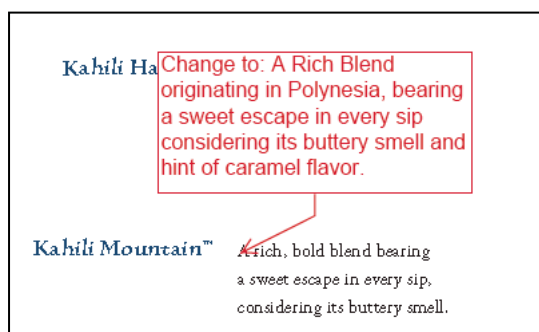 Kahili Ha
Change to: A Rich Blend
originating in Polynesia, bearing
a sweet escape in every sip
considering its buttery smell and
hint of caramel flavor.
Kahili Mountain™
A rich, bold blend bearing
a sweet escape in every sip,
considering its buttery smell.